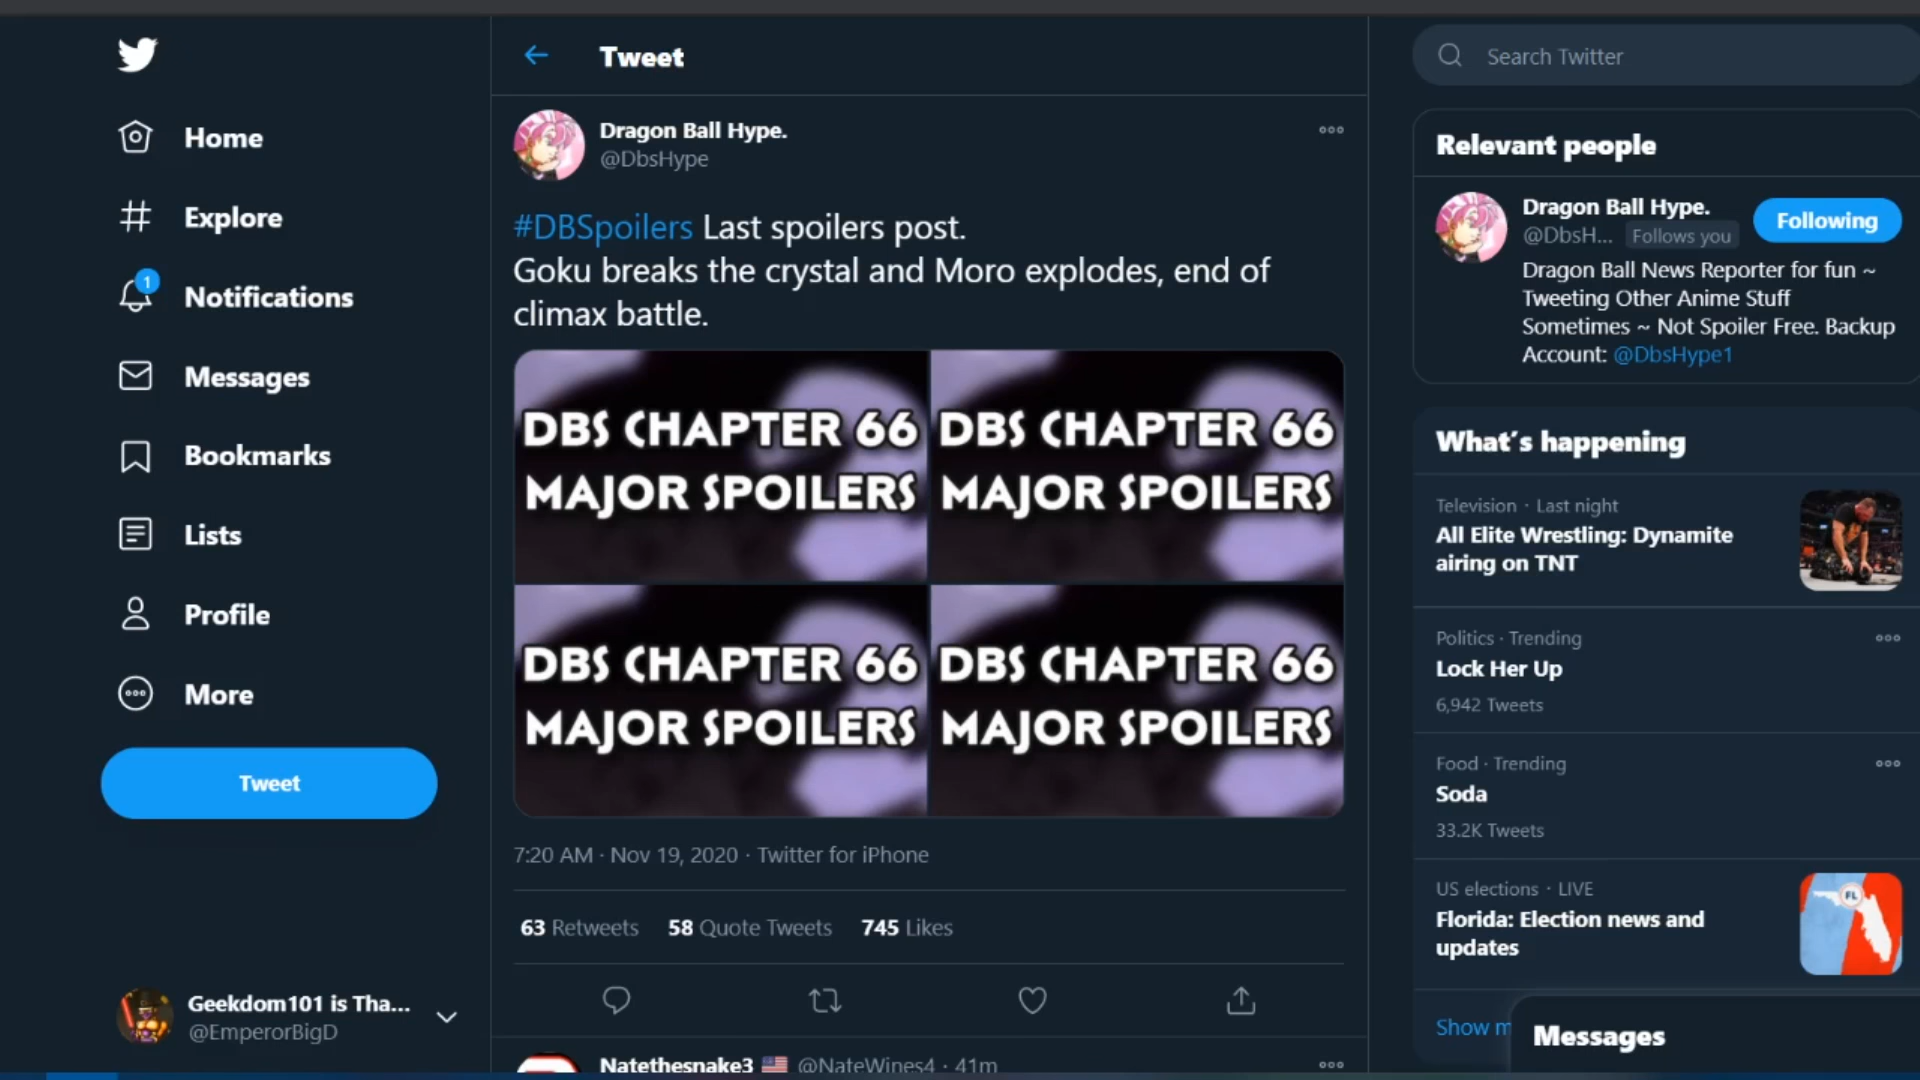 Home
Explore
1
Notifications
Messages
Bookmarks
Lists
Profile
More
Tweet
Geekdom101 is Tha...
@EmperorBigD
Tweet
Dragon Ball Hype.
@DbsHype
#DBSpoilers Last spoilers post.
Goku breaks the crystal and Moro explodes, end of
climax battle.
DBS CHAPTER 66
MAJOR SPOILERS
DBS CHAPTER 66
MAJOR SPOILERS
DBS CHAPTER 66
MAJOR SPOILERS
DBS CHAPTER 66
MAJOR SPOILERS
7:20 AM · Nov 19, 2020 · Twitter for iPhone
63 Retweets 58 Quote Tweets 745 Likes
Natethesnake3 @NateWines4 · 41m
Search Twitter
Relevant people
Dragon Ball Hype.
@DbsH... Follows you
Following
Dragon Ball News Reporter for fun ~
Tweeting Other Anime Stuff
Sometimes ~ Not Spoiler Free. Backup
Account: @DbsHype1
What's happening
Television · Last night
All Elite Wrestling: Dynamite
airing on TNT
Politics · Trending
Lock Her Up
6,942 Tweets
Food · Trending
Soda
33.2K Tweets
US elections · LIVE
Florida: Election news and
updates
FL
Show m
Messages